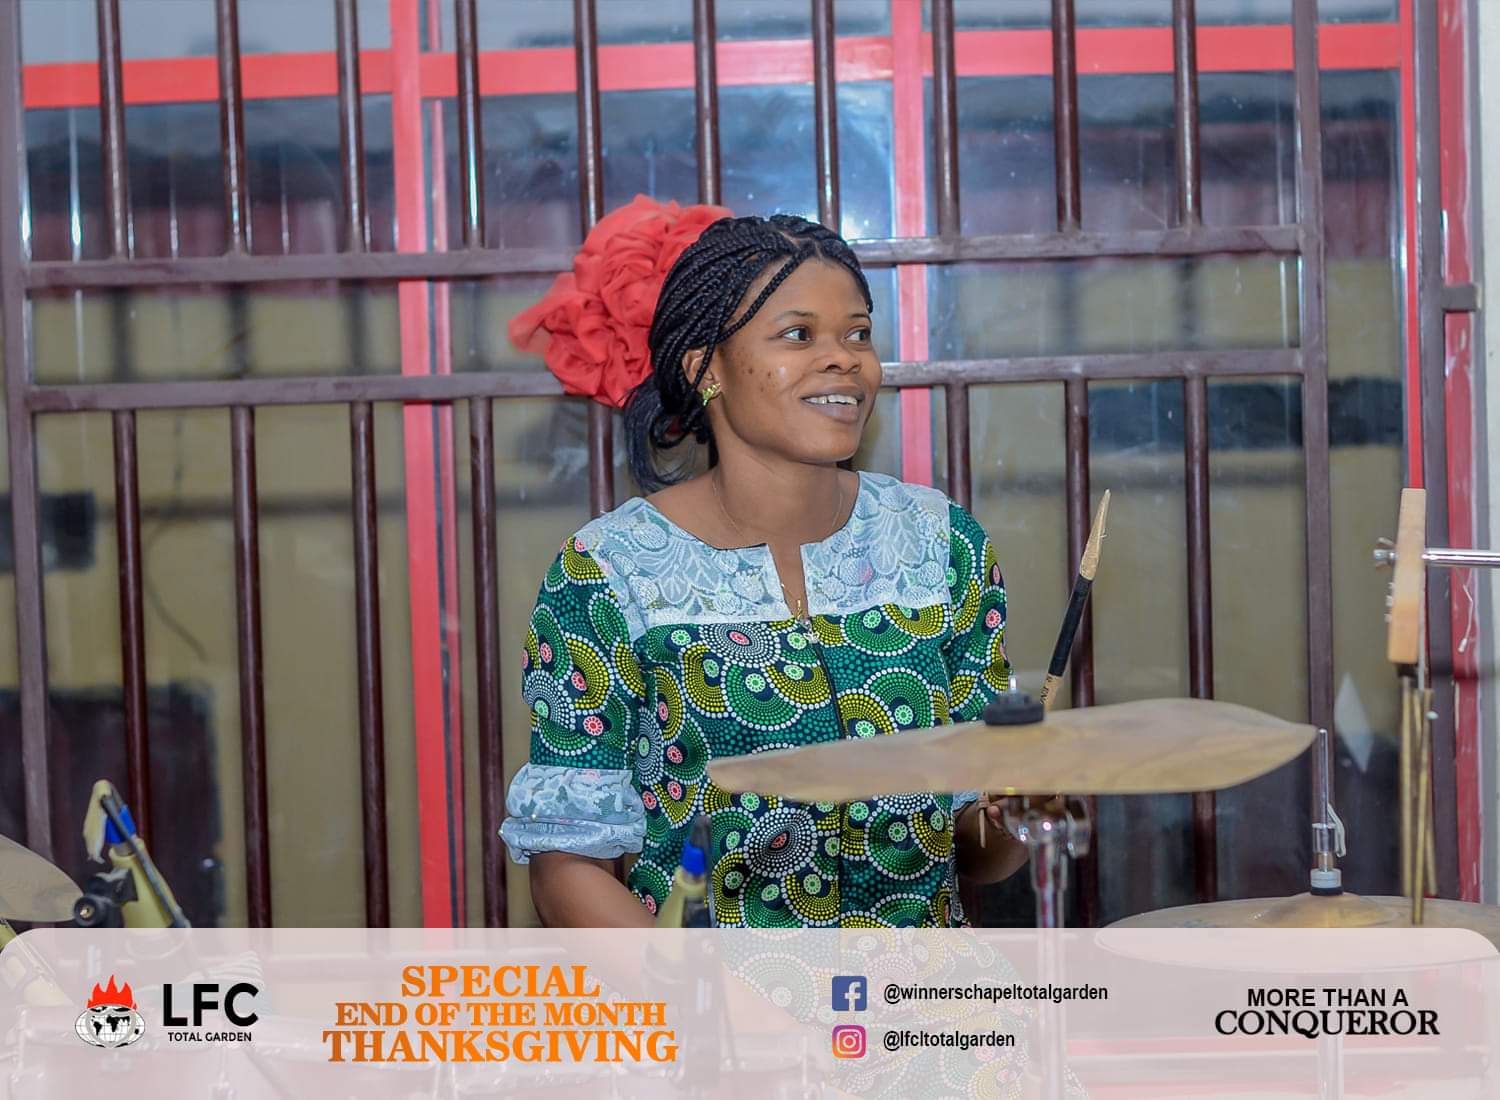 LFC
TOTAL GARDEN
SPECIAL
END OF THE MONTH
THANKSGIVING
@winnerschapeltotalgarden
@lfcltotalgarden
MORE THAN A
CONQUEROR